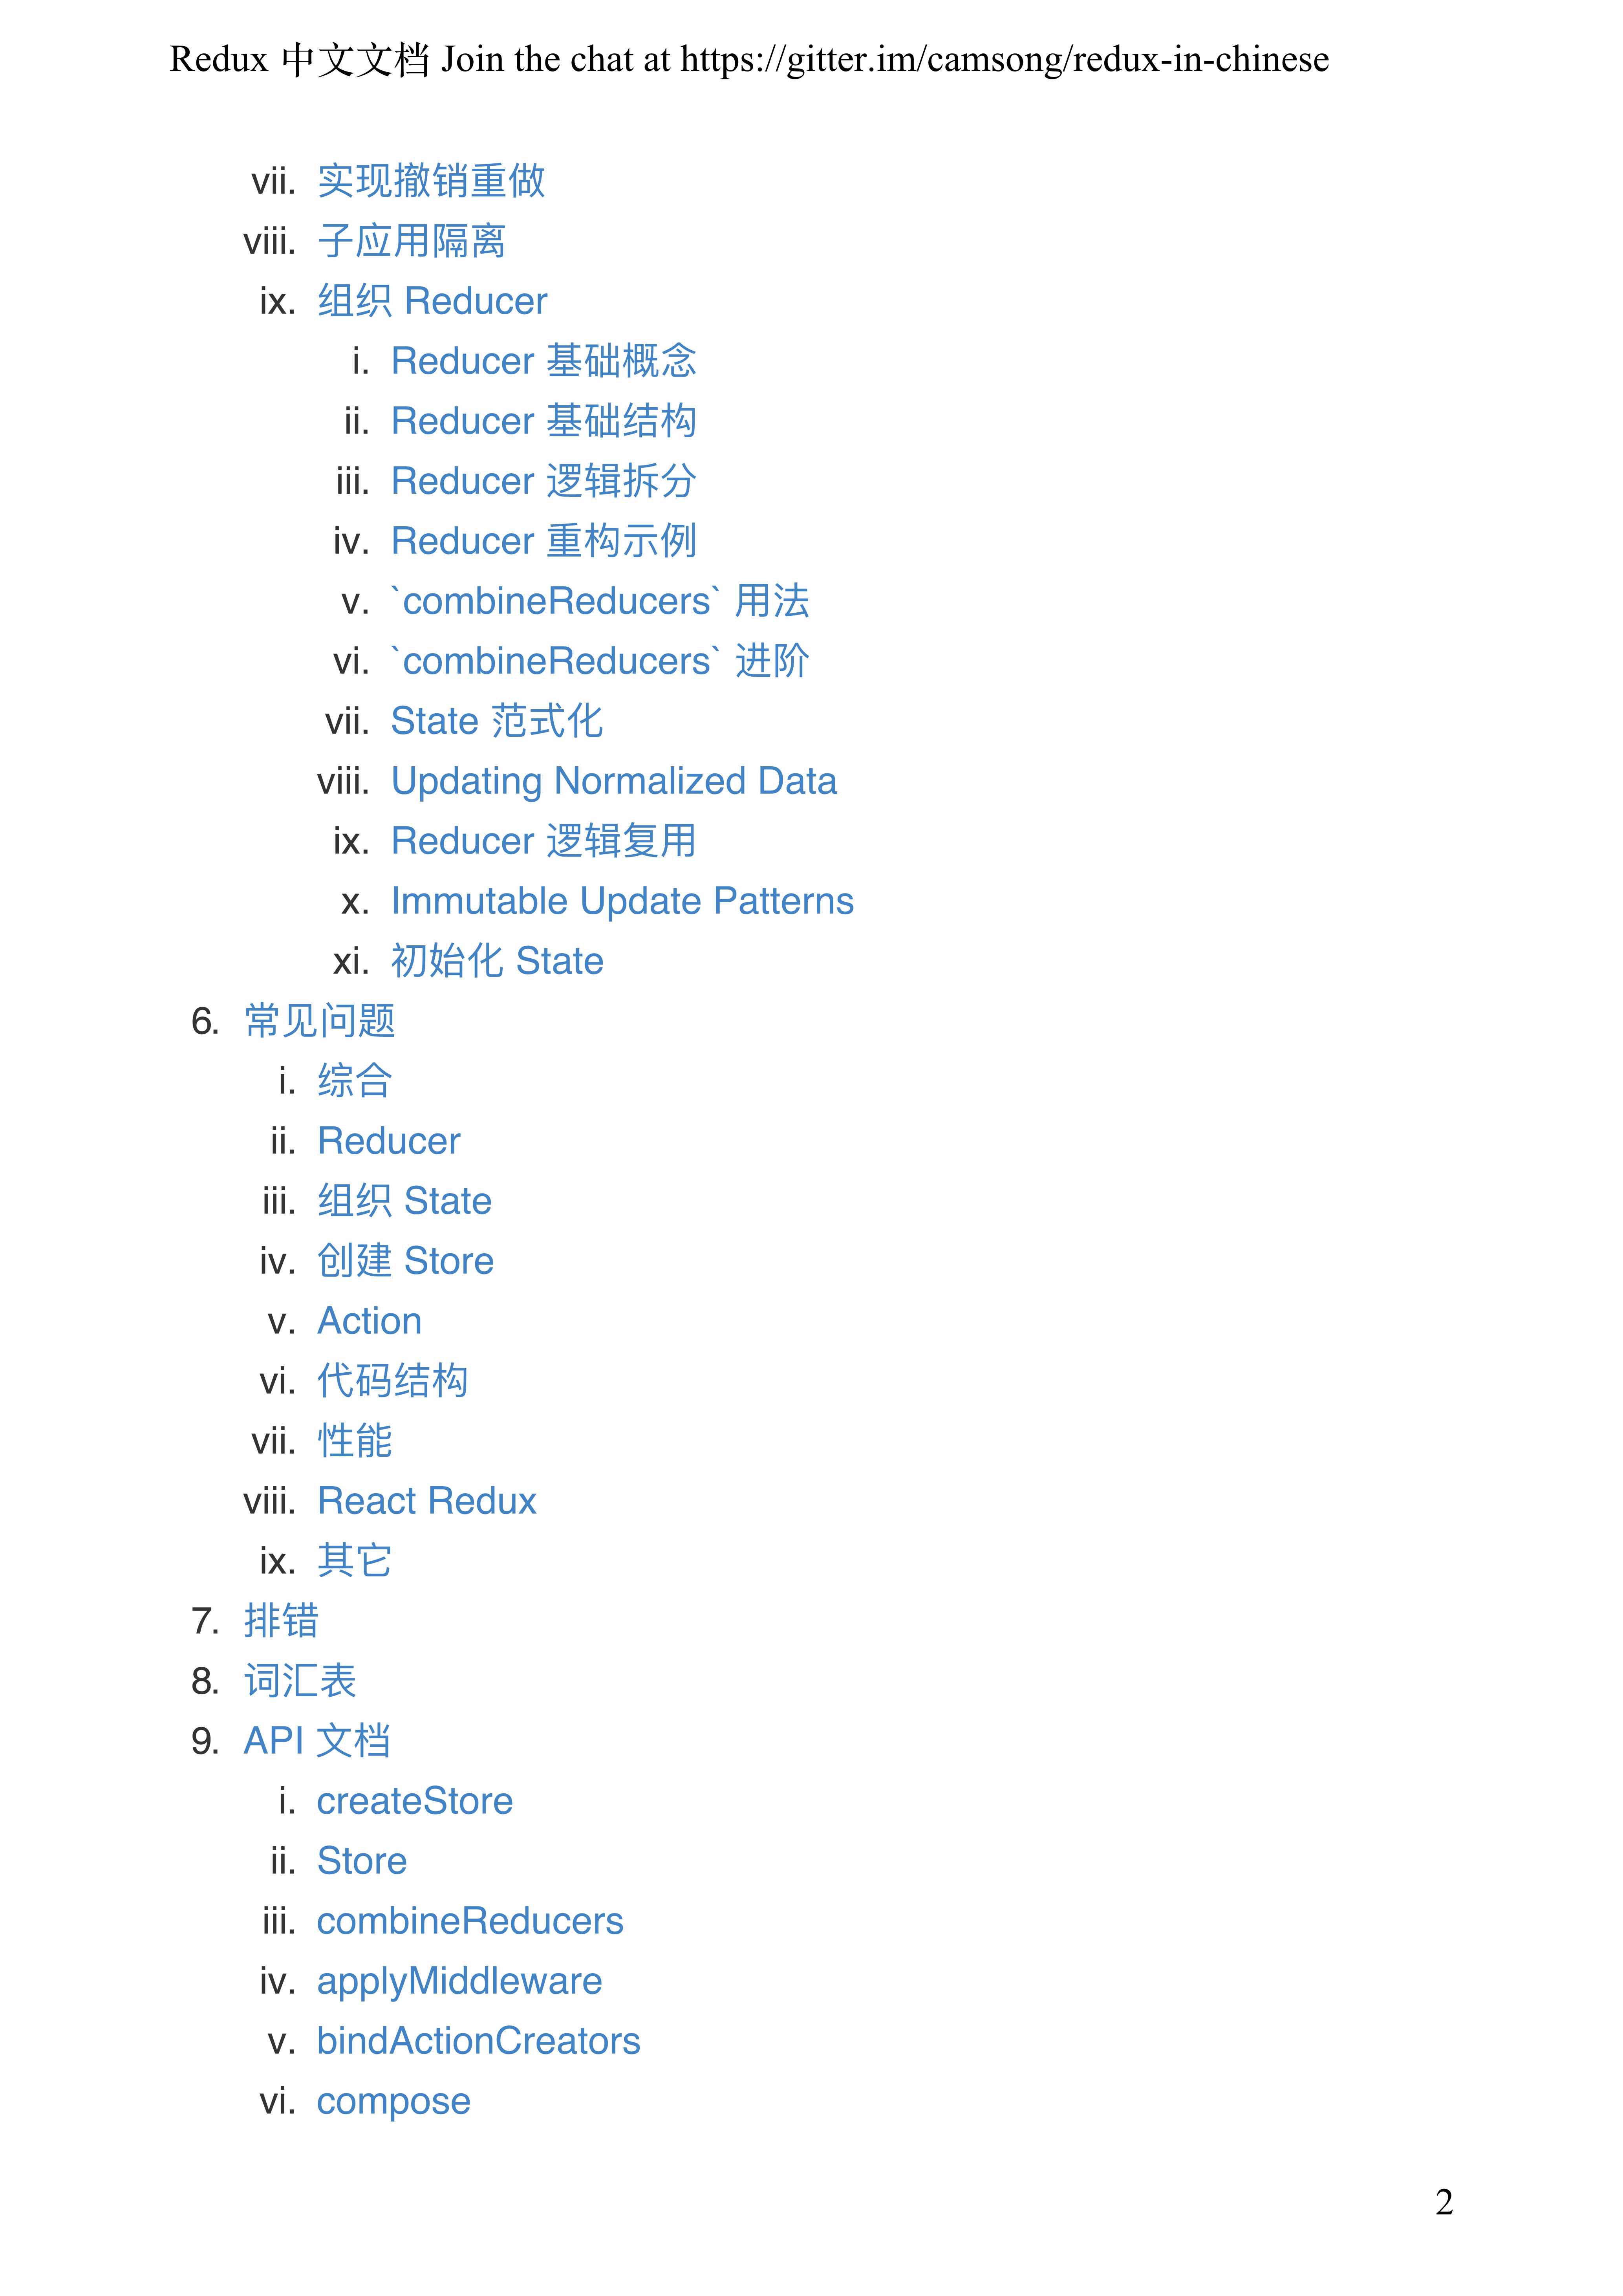 Redux 中文文档 Join the chat at https://gitter.im/camsong/redux-in-chinese
vii. 实现撤销重做
viii. 子应用隔离
ix. 组织 Reducer
i. Reducer 基础概念
ii. Reducer 基础结构
iii. Reducer 逻辑拆分
iv. Reducer 重构示例
v. `combineReducers` 用法
vi. `combineReducers` 进阶
vii. State 范式化
viii. Updating Normalized Data
ix. Reducer 逻辑复用
x. Immutable Update Patterns
xi. 初始化 State
6. 常见问题
i. 综合
ii. Reducer
iii. 组织 State
iv. 创建 Store
v. Action
vi. 代码结构
vii. 性能
viii. React Redux
ix. 其它
7. 排错
8. 词汇表
9. API 文档
i. createStore
ii. Store
iii. combineReducers
iv. applyMiddleware
v. bindActionCreators
vi. compose
2